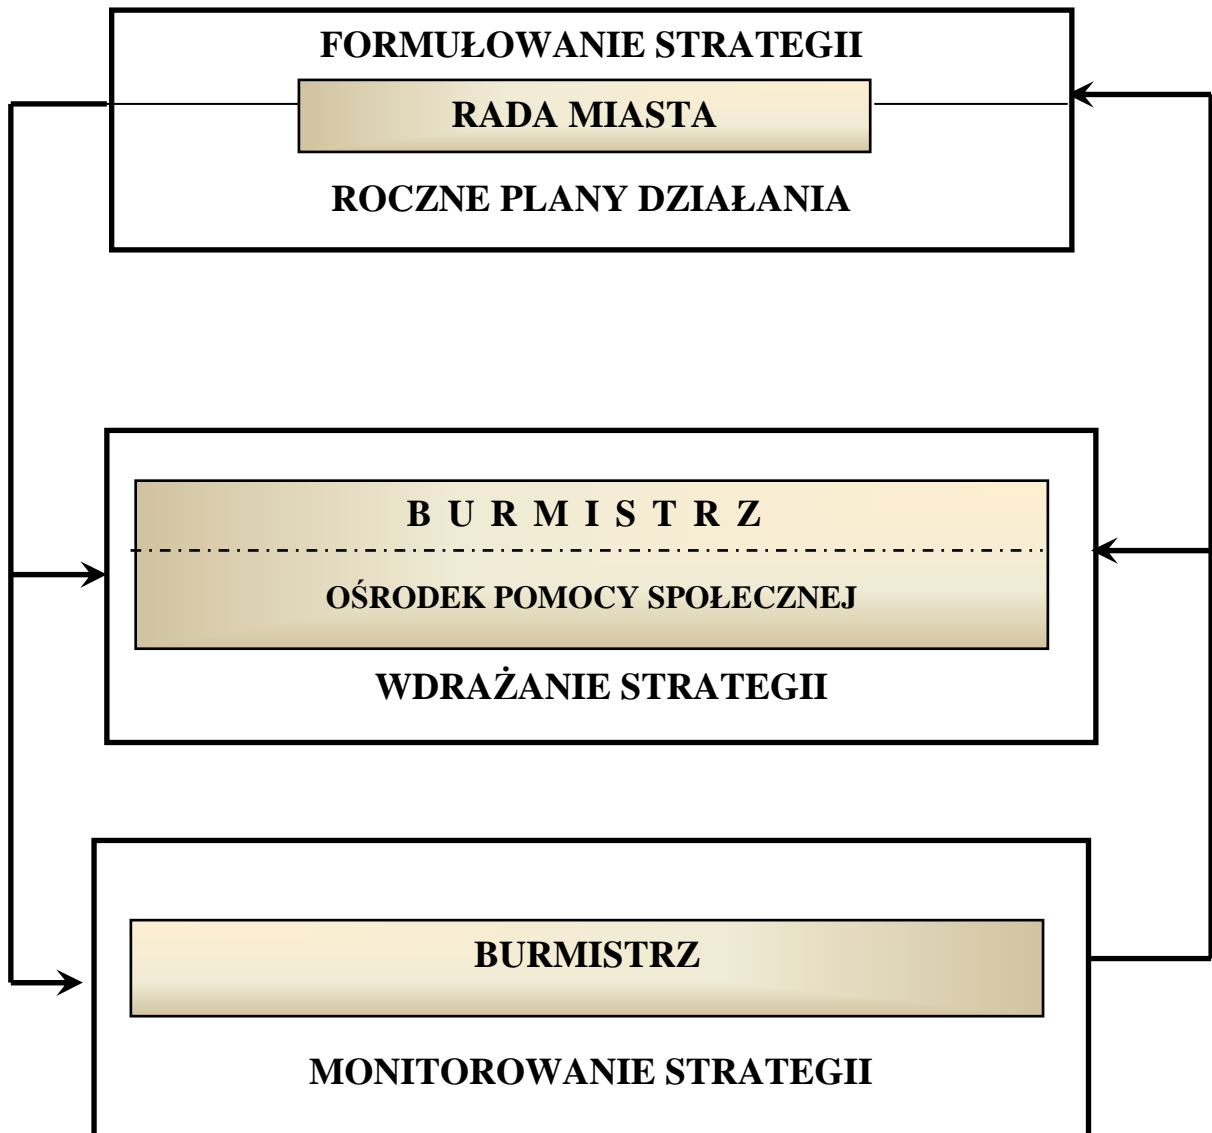 FORMUŁOWANIE STRATEGII
RADA MIASTA
ROCZNE PLANY DZIAŁANIA
B U R M I S T R Z
OŚRODEK POMOCY SPOŁECZNEJ
WDRAŻANIE STRATEGII
BURMISTRZ
MONITOROWANIE STRATEGII